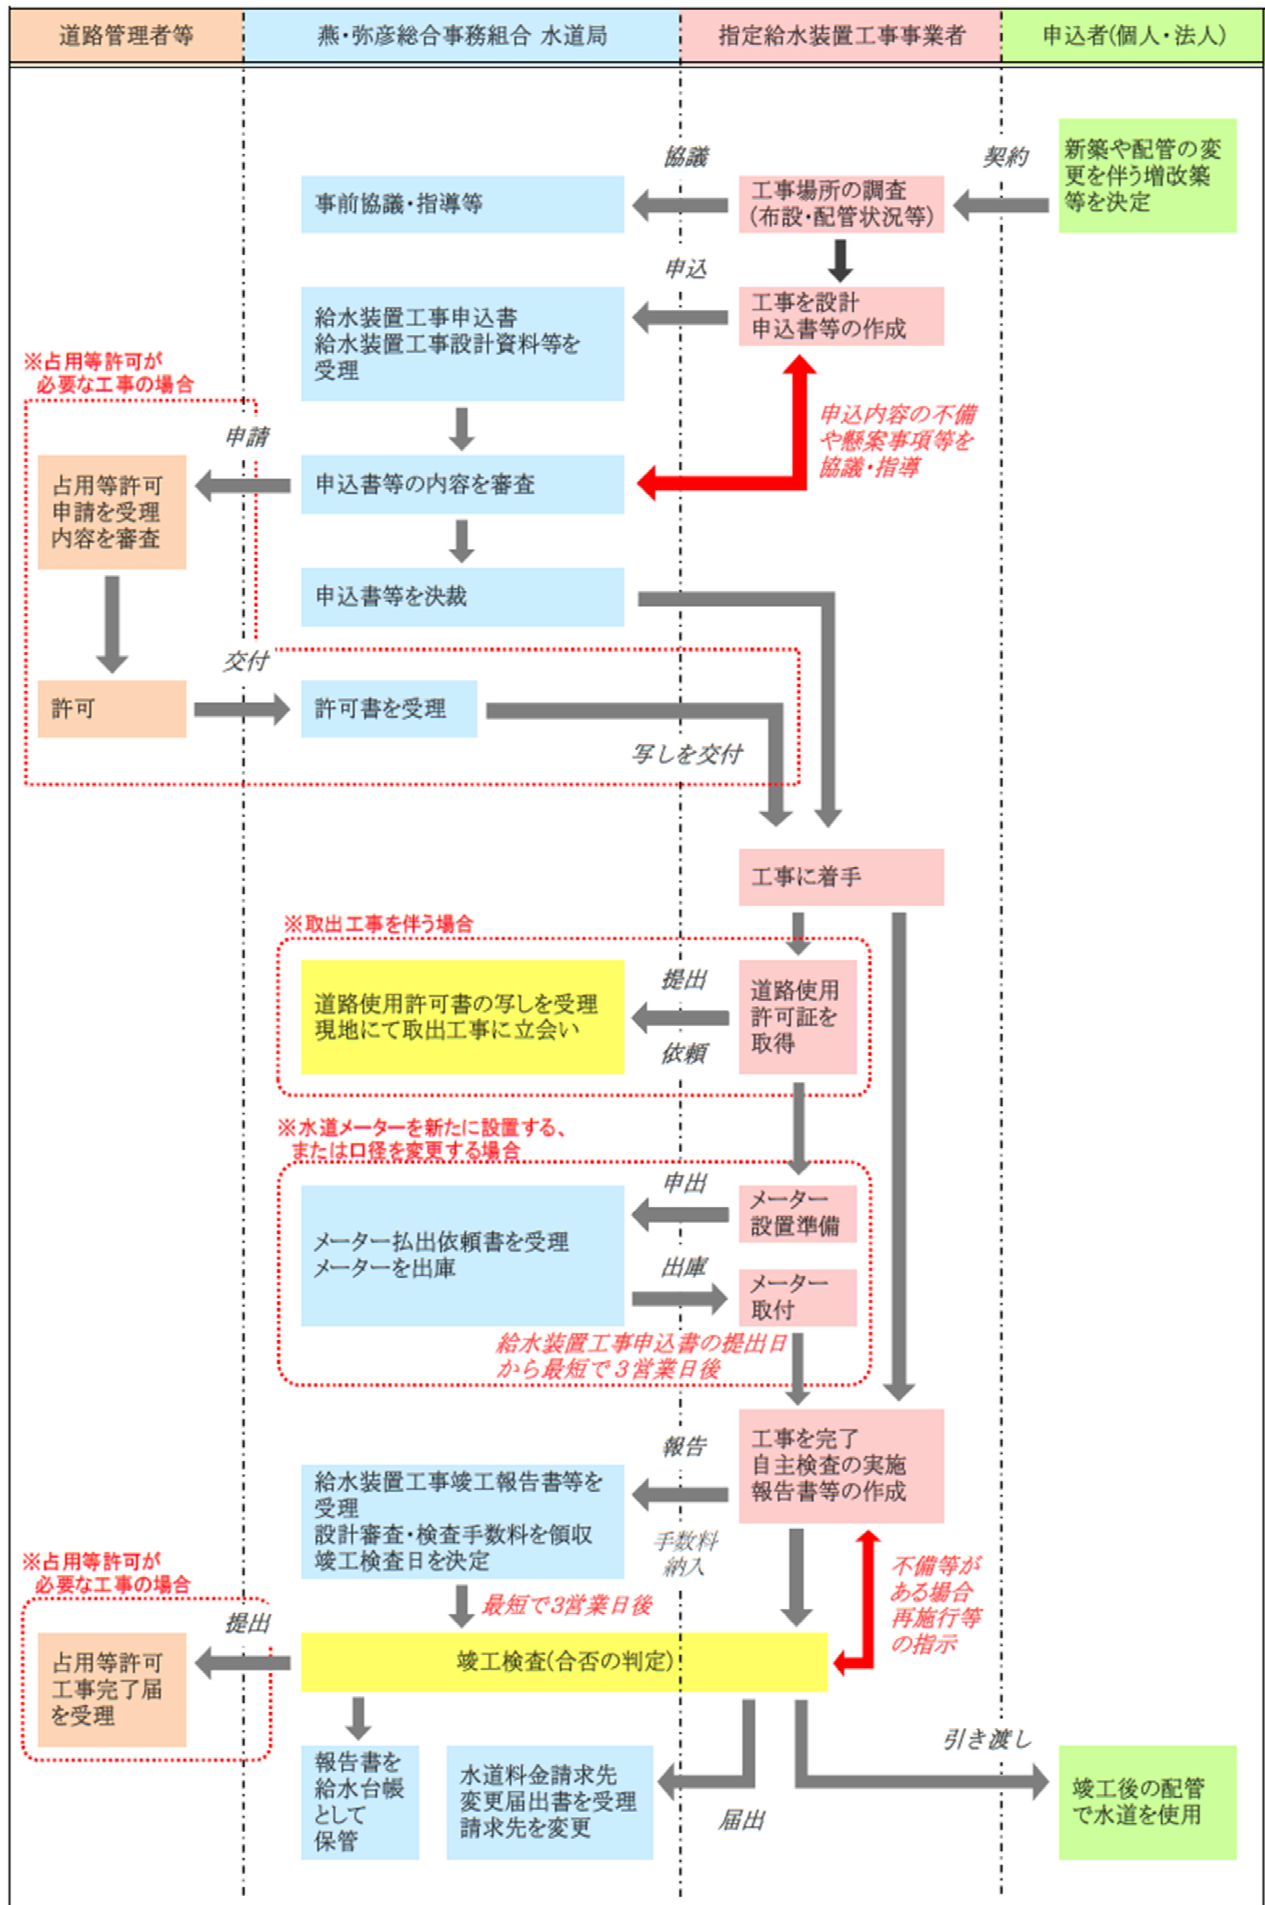 道路管理者等
燕・弥彦総合事務組合 水道局
指定給水装置工事事業者
申込者(個人・法人)
新築や配管の変
更を伴う増改築
等を決定
契約
工事場所の調査
(布設・配管状況等)
協議
事前協議・指導等
工事を設計
申込書等の作成
申込
給水装置工事申込書
給水装置工事設計資料等を
受理
申込内容の不備
や懸案事項等を
協議・指導
※占用等許可が
必要な工事の場合
申請
申込書等の内容を審査
占用等許可
申請を受理
内容を審査
申込書等を決裁
交付
許可
許可書を受理
写しを交付
工事に着手
※取出工事を伴う場合
提出
道路使用許可書の写しを受理
現地にて取出工事に立会い
依頼
道路使用
許可証を
取得
※水道メーターを新たに設置する、
または口径を変更する場合
申出
メーター
設置準備
メーター払出依頼書を受理
メーターを出庫
出庫
メーター
取付
給水装置工事申込書の提出日
から最短で3営業日後
工事を完了
自主検査の実施
報告書等の作成
報告
給水装置工事竣工報告書等を
受理
設計審査・検査手数料を領収
竣工検査日を決定
手数料
納入
不備等が
ある場合
再施行等
の指示
最短で3営業日後
※占用等許可が
必要な工事の場合
提出
竣工検査(合否の判定)
占用等許可
工事完了届
を受理
報告書を
給水台帳
として
保管
水道料金請求先
変更届出書を受理
請求先を変更
届出
引き渡し
竣工後の配管
で水道を使用